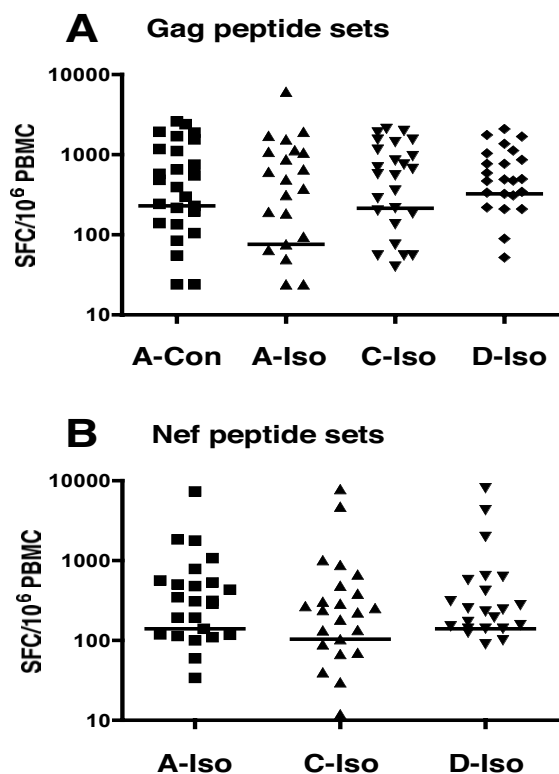 A Gag peptide sets
10000
1000
100
10
SFC/10⁶ PBMC
A-Con A-Iso C-Iso D-Iso
B Nef peptide sets
10000
1000
100
10
SFC/10⁶ PBMC
A-Iso C-Iso D-Iso